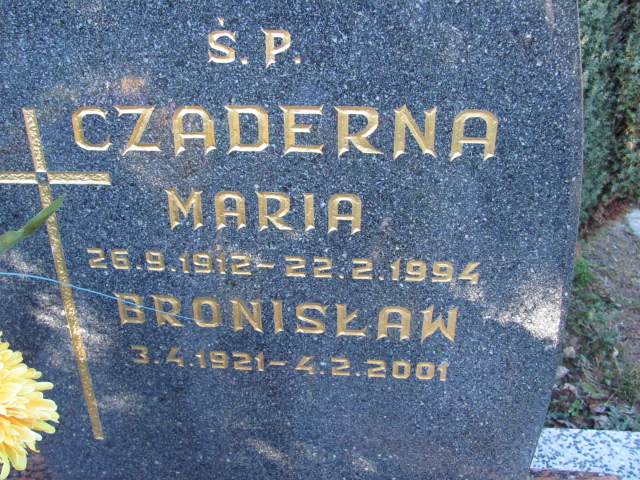 Ś.P.
CZADERNA
MARIA
26.9.1912-22.2.1994
BRONISŁAW
3.4.1921-4.2.2001